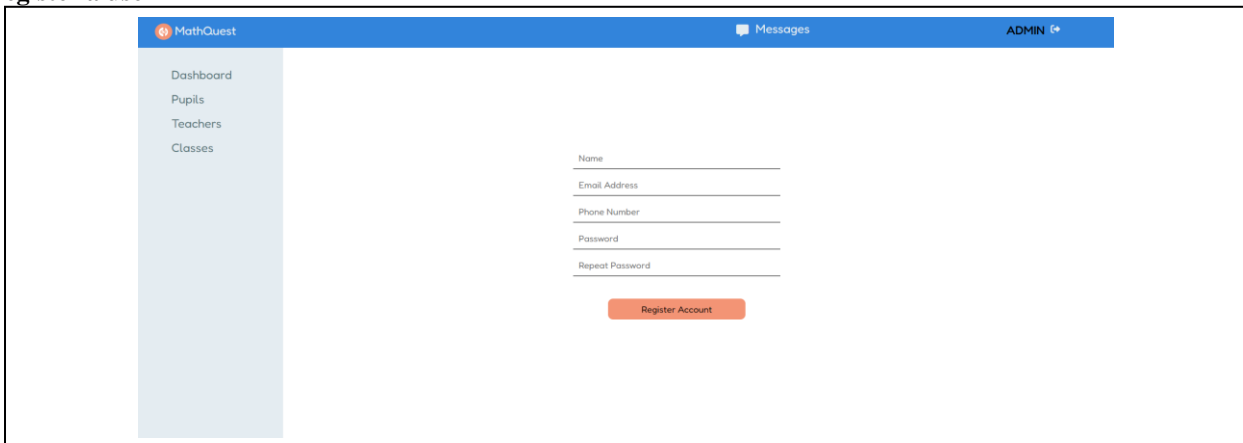 MathQuest Messages ADMIN
Dashboard
Pupils
Teachers
Classes
Name
Email Address
Phone Number
Password
Repeat Password
Register Account